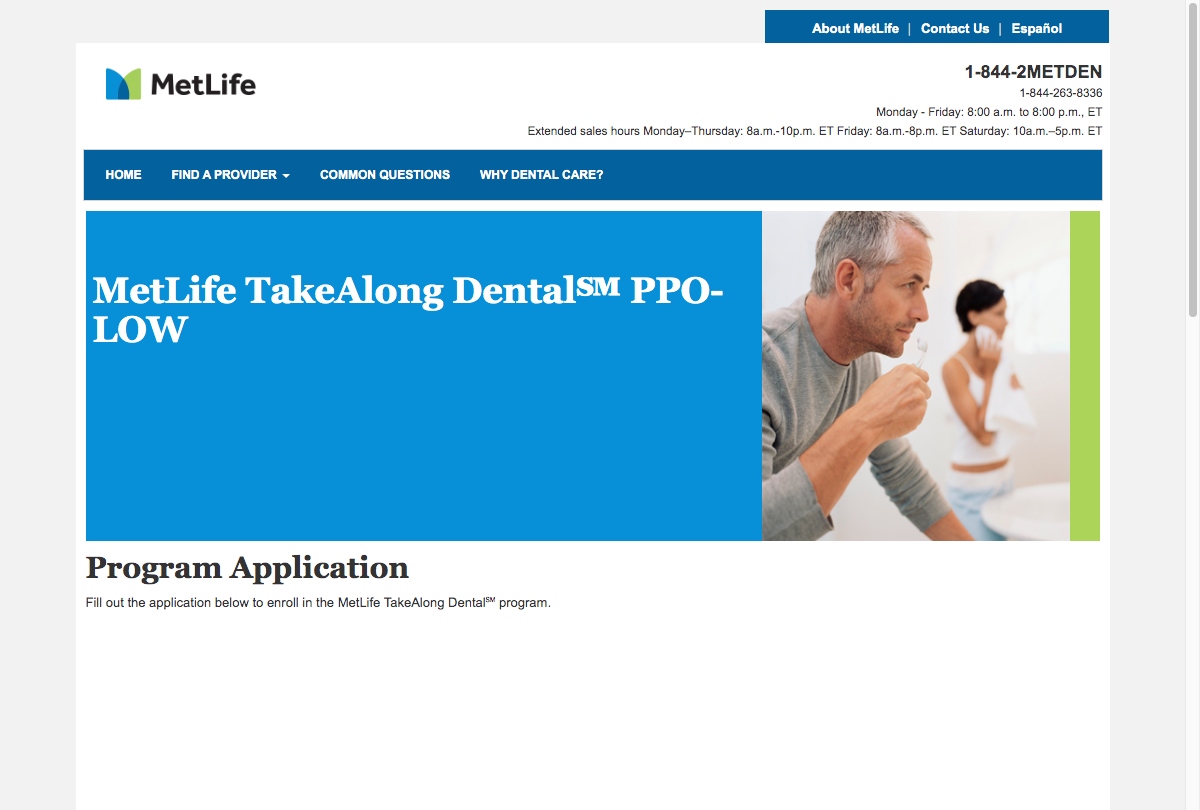 About MetLife | Contact Us | Español
MetLife
1-844-2METDEN
1-844-263-8336
Monday - Friday: 8:00 a.m. to 8:00 p.m., ET
Extended sales hours Monday–Thursday: 8a.m.-10p.m. ET Friday: 8a.m.-8p.m. ET Saturday: 10a.m.–5p.m. ET
HOME FIND A PROVIDER COMMON QUESTIONS WHY DENTAL CARE?
MetLife TakeAlong Dental℠ PPO-
LOW
Program Application
Fill out the application below to enroll in the MetLife TakeAlong Dental℠ program.